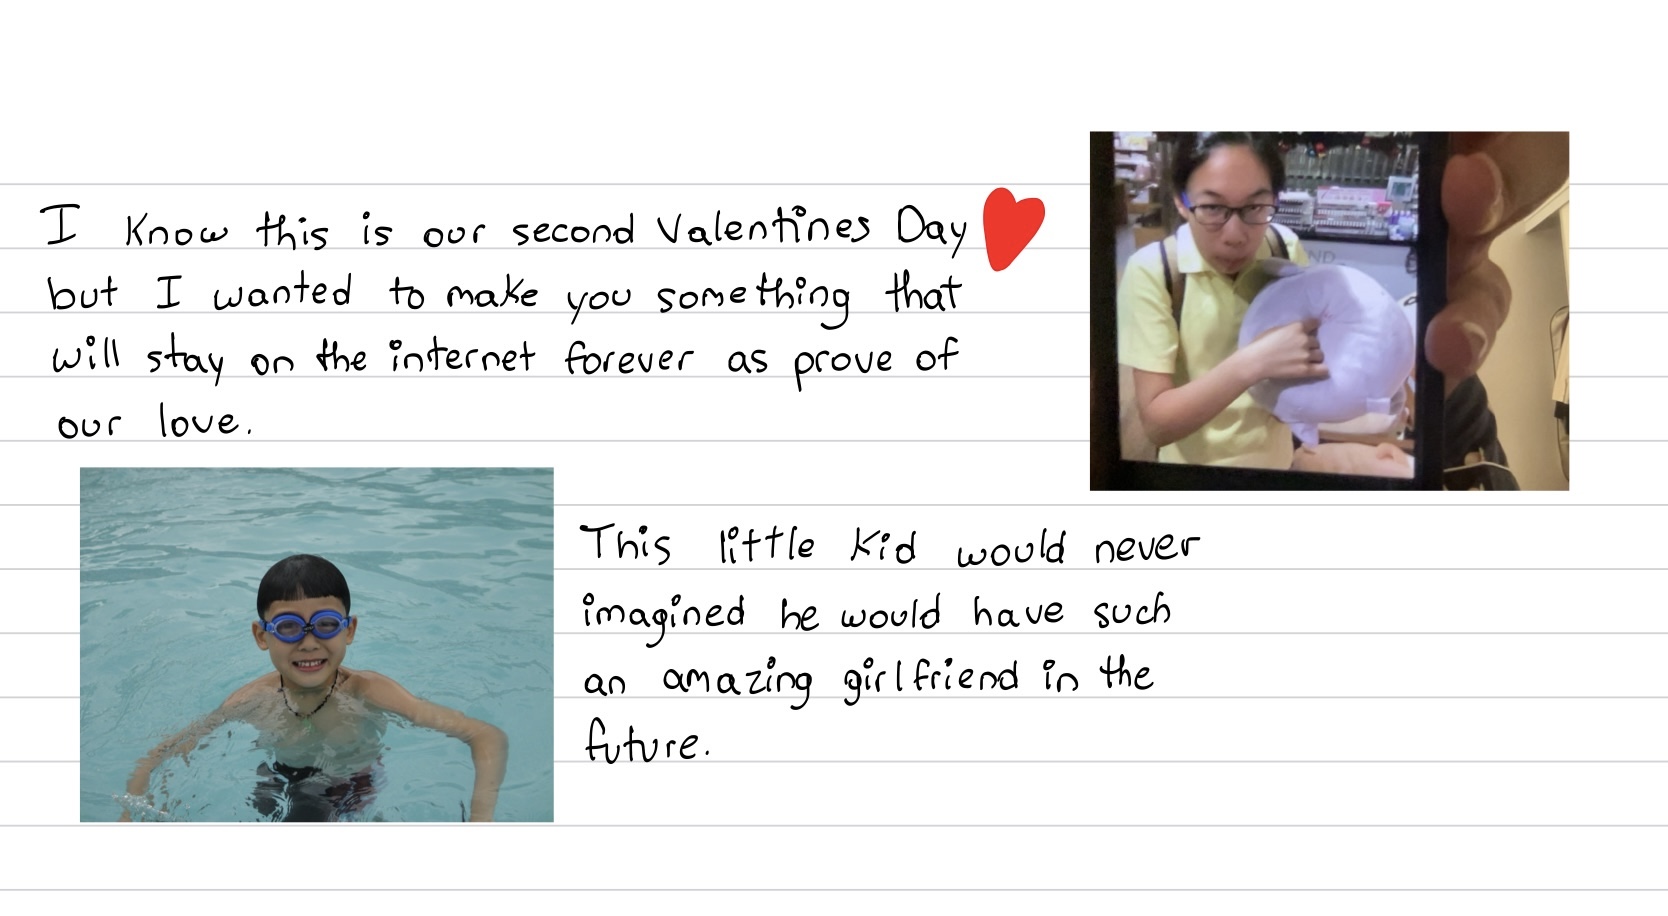 I know this is our second Valentines Day
but I wanted to make you something that
will stay on the internet forever as prove of
our love.
This little kid would never
imagined he would have such
an amazing girlfriend in the
future.